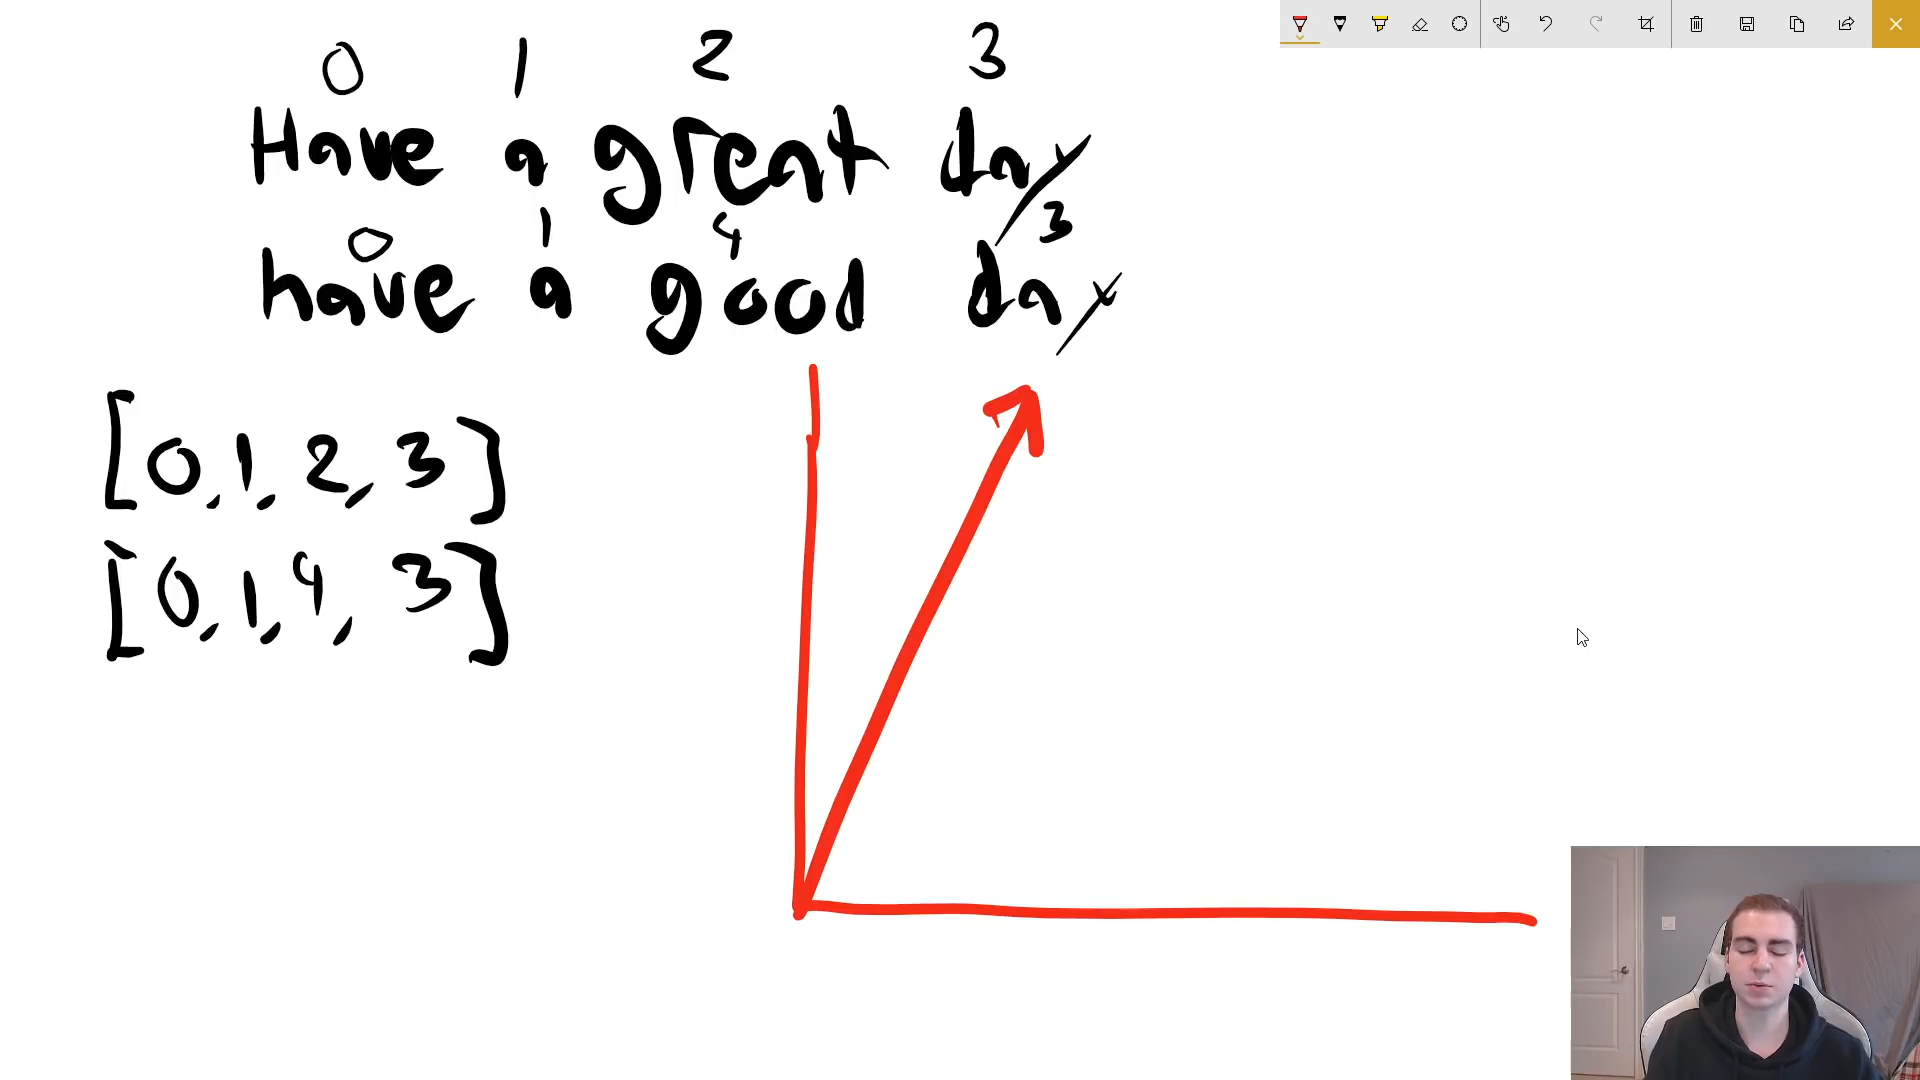 0 1 2 3
Have a great day
0 1 4 3
have a good day
[0,1,2,3]
[0,1,4,3]